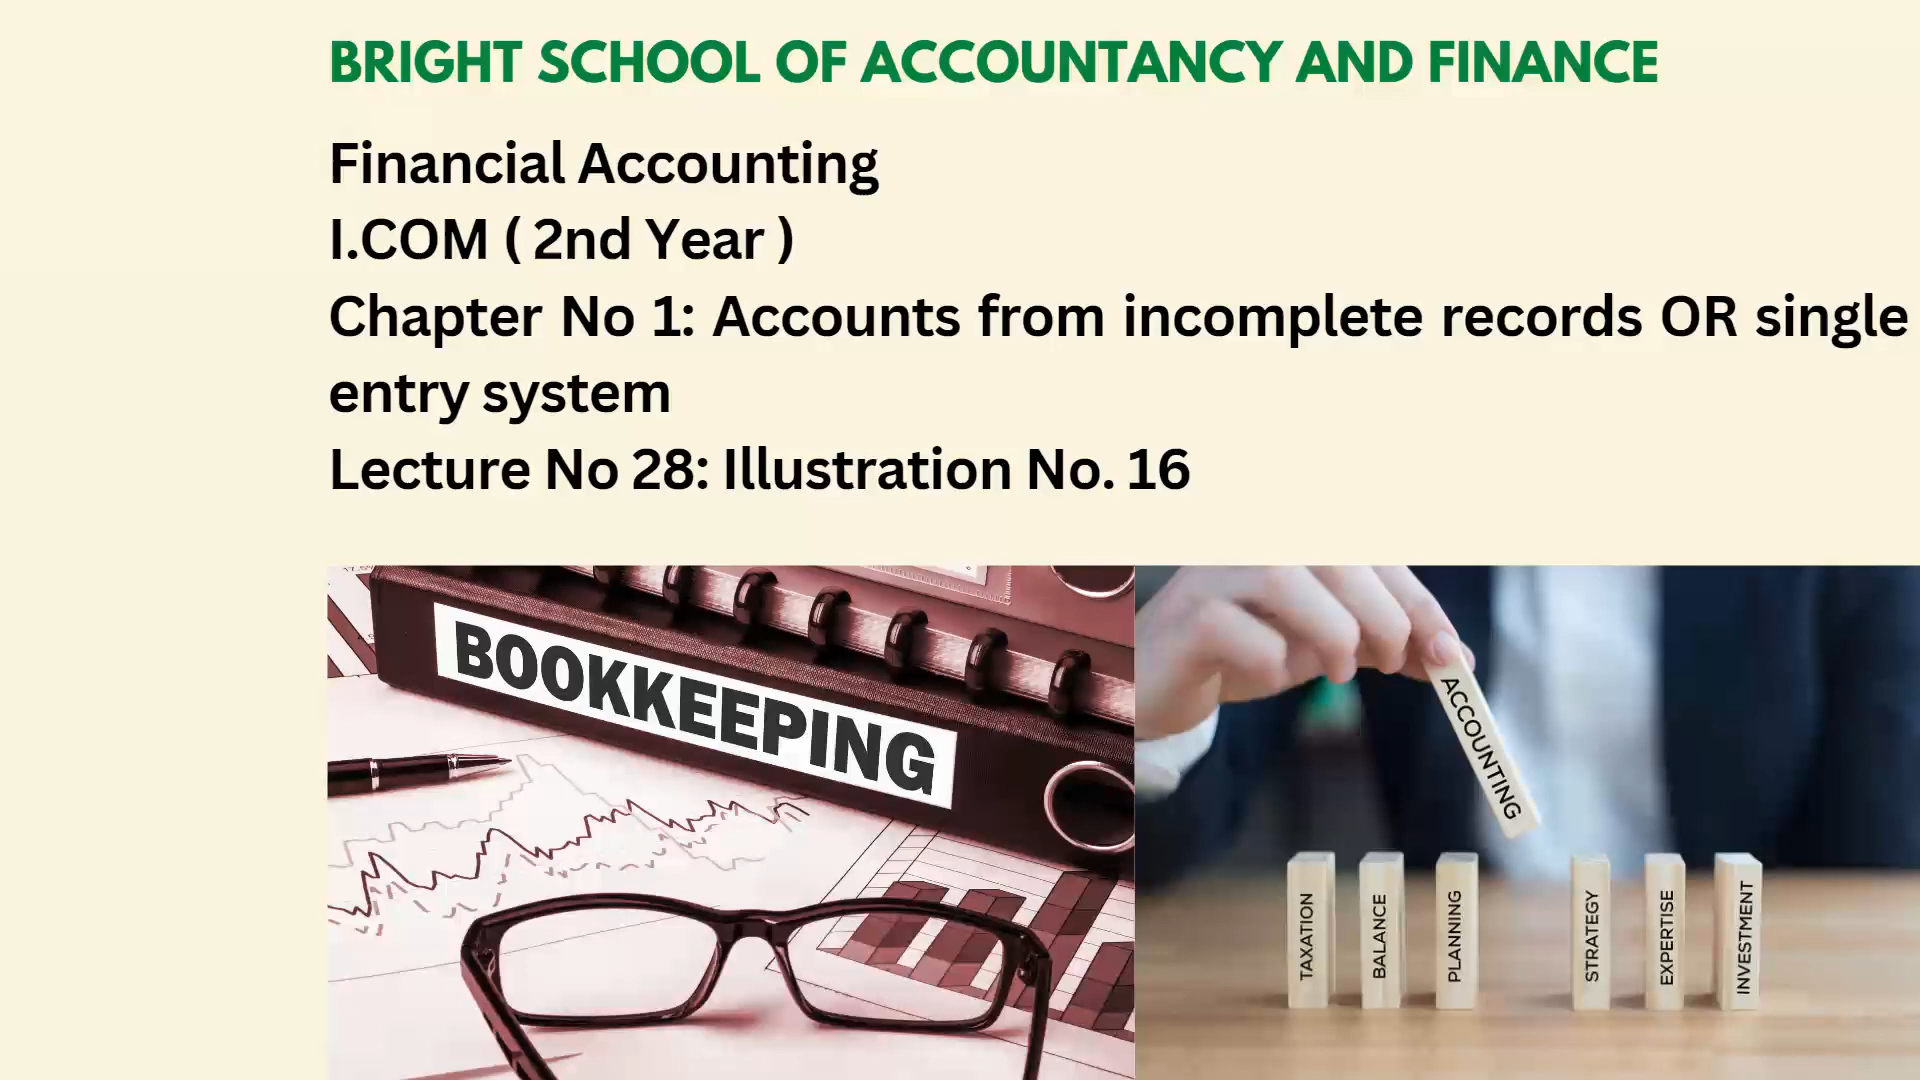 BRIGHT SCHOOL OF ACCOUNTANCY AND FINANCE
Financial Accounting
I.COM ( 2nd Year )
Chapter No 1: Accounts from incomplete records OR single
entry system
Lecture No 28: Illustration No. 16
BOOKKEEPING
ACCOUNTING
TAXATION
BALANCE
PLANNING
STRATEGY
EXPERTISE
INVESTMENT